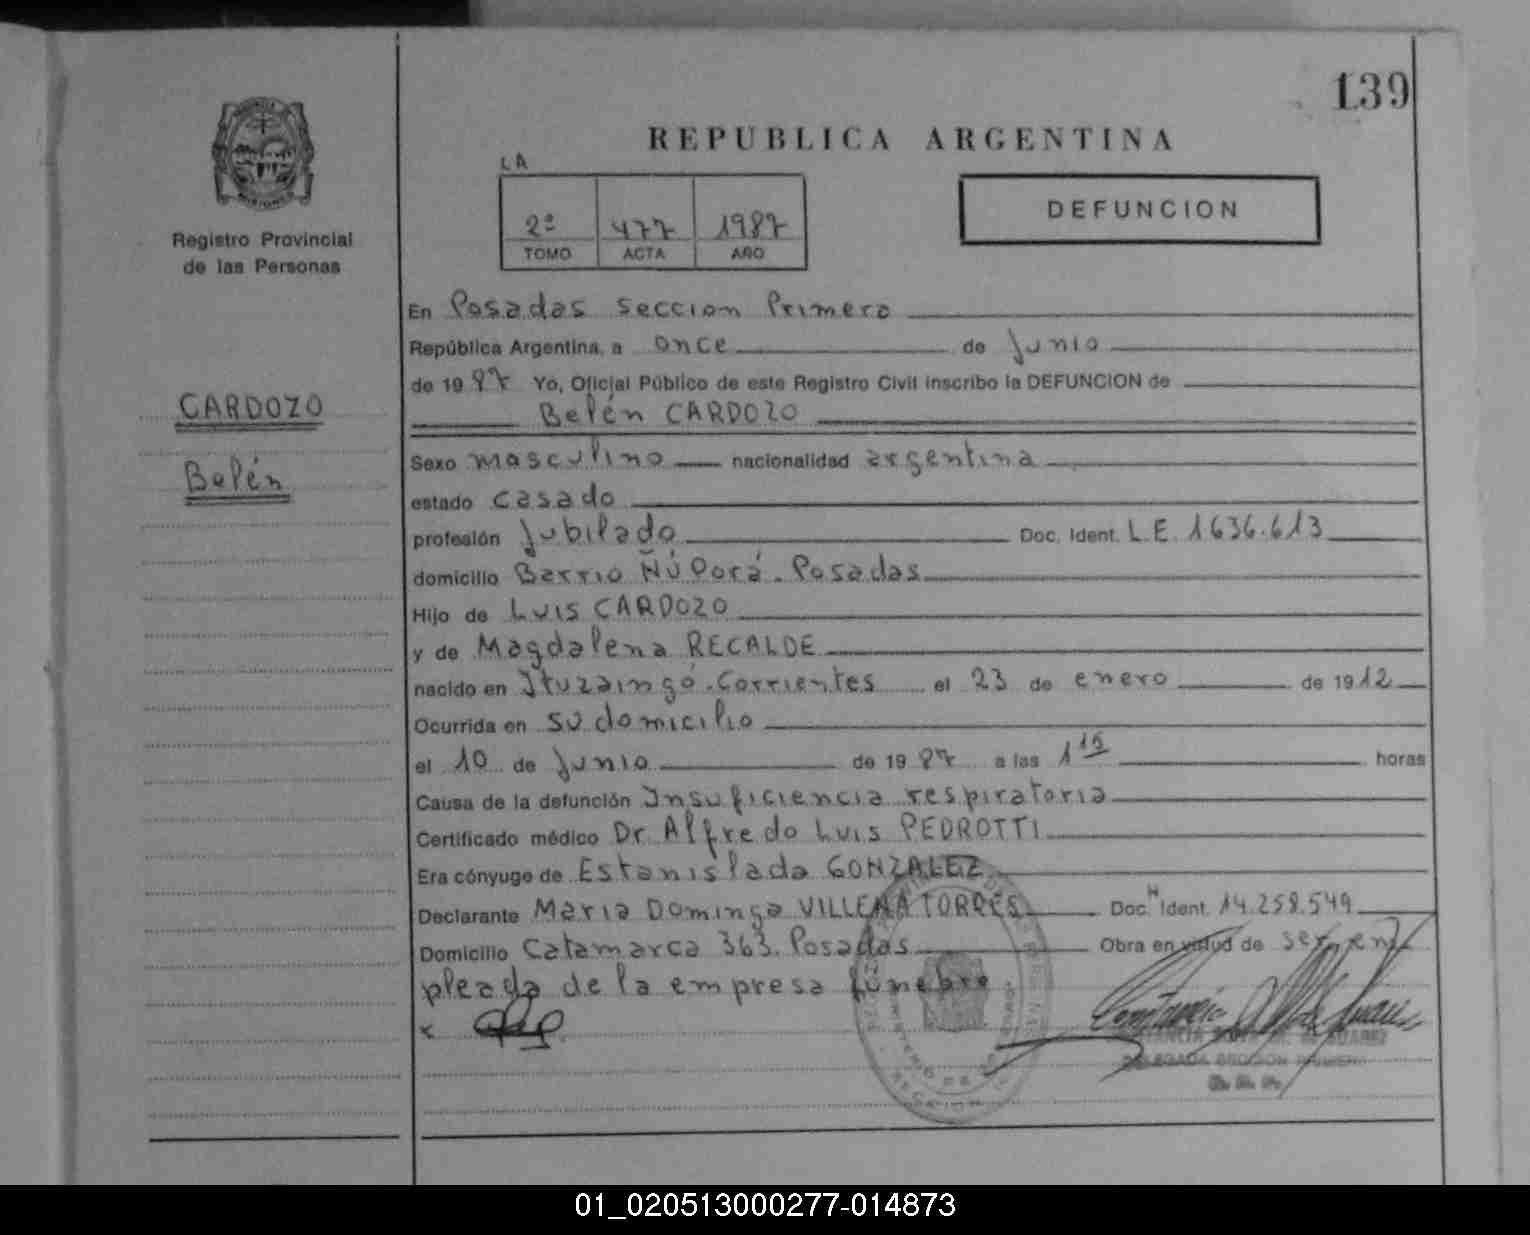 139
REPUBLICA ARGENTINA
LA
2º 477 1987
TOMO ACTA AÑO
DEFUNCION
Registro Provincial
de las Personas
CARDOZO
Belén
En Posadas seccion Primera
República Argentina, a once de junio
de 1987 Yo, Oficial Público de este Registro Civil inscribo la DEFUNCION de
Belén CARDOZO
Sexo masculino nacionalidad argentina
estado casado
profesión jubilado Doc. Ident. L.E. 1636.613
domicilio Barrio Ñú Porá. Posadas
Hijo de Luis CARDOZO
y de Magdalena RECALDE
nacido en Ituzaingó. Corrientes el 23 de enero de 1912
Ocurrida en su domicilio
el 10 de junio de 1987 a las 1 15 horas
Causa de la defunción Insuficiencia respiratoria
Certificado médico Dr. Alfredo Luis PEDROTTI
Era cónyuge de Estanislada GONZALEZ
Declarante Maria Dominga VILLENA TORRES Doc. N Ident. 14.258.549
Domicilio Catamarca 363. Posadas Obra en virtud de ser em
pleada de la empresa fúnebre
x
DELEGADA SECCION PRIMERA
01_020513000277-014873